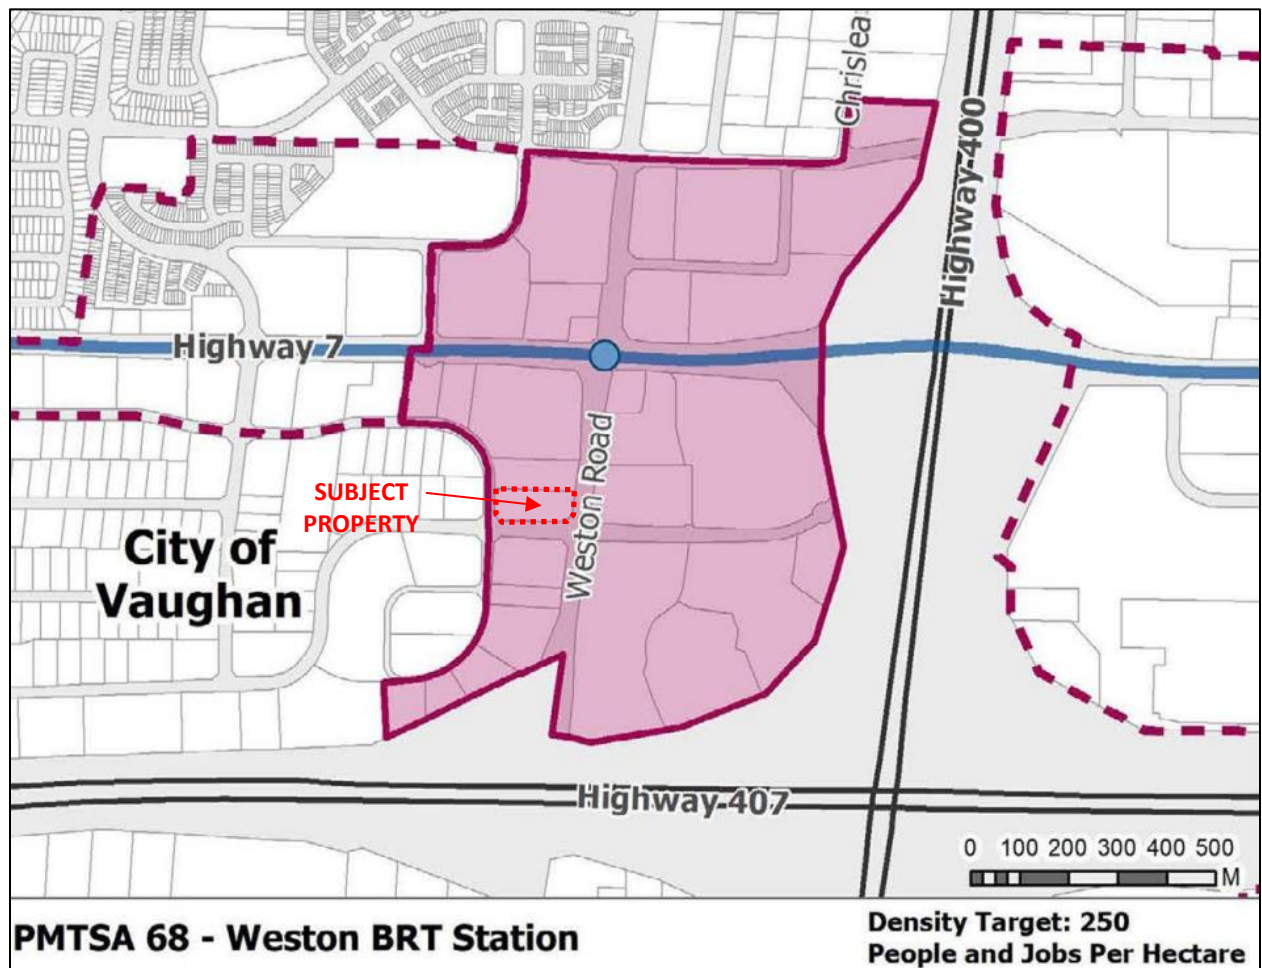 Chrislea
Highway 400
Highway 7
Weston Road
SUBJECT
PROPERTY
City of
Vaughan
Highway 407
0 100 200 300 400 500
M
PMTSA 68 - Weston BRT Station
Density Target: 250
People and Jobs Per Hectare